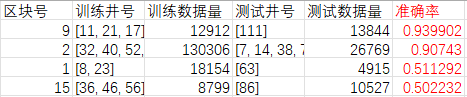 区块号 训练井号 训练数据量 测试井号 测试数据量 准确率
9 [11, 21, 17] 12912 [111] 13844 0.939902
2 [32, 40, 52, 130306 [7, 14, 38, 7 26769 0.90743
1 [8, 23] 18154 [63] 4915 0.511292
15 [36, 46, 56] 8799 [86] 10527 0.502232